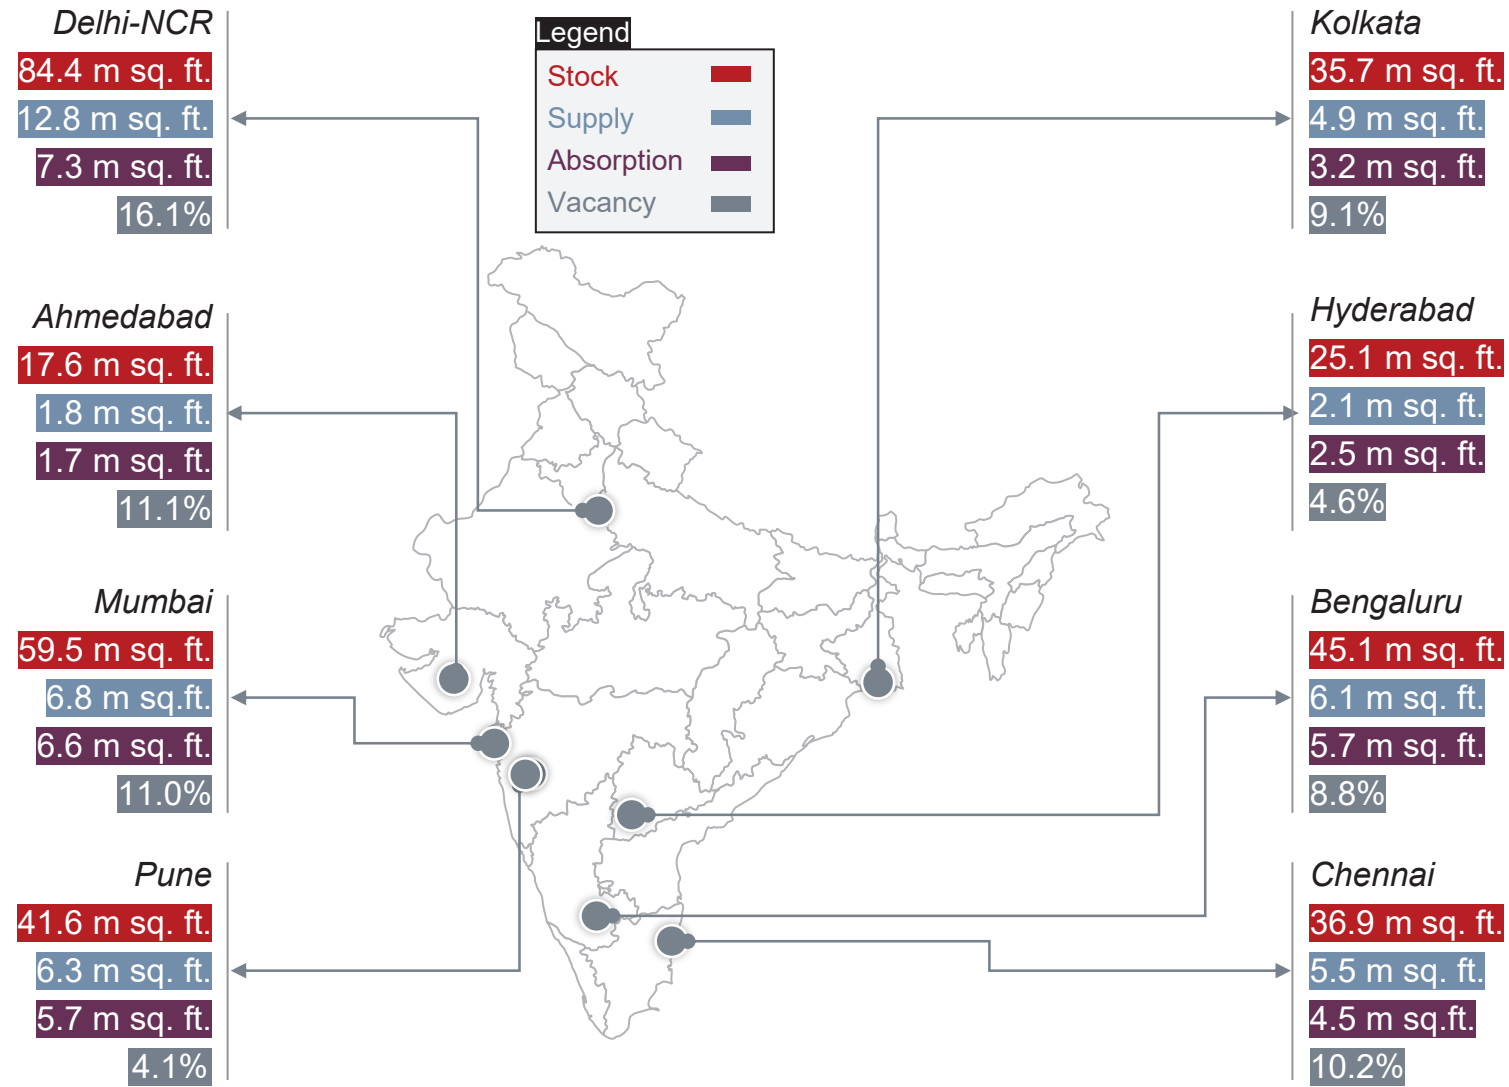 Delhi-NCR
84.4 m sq. ft.
12.8 m sq. ft.
7.3 m sq. ft.
16.1%
Ahmedabad
17.6 m sq. ft.
1.8 m sq. ft.
1.7 m sq. ft.
11.1%
Mumbai
59.5 m sq. ft.
6.8 m sq.ft.
6.6 m sq. ft.
11.0%
Pune
41.6 m sq. ft.
6.3 m sq. ft.
5.7 m sq. ft.
4.1%
Legend
Stock
Supply
Absorption
Vacancy
Kolkata
35.7 m sq. ft.
4.9 m sq. ft.
3.2 m sq. ft.
9.1%
Hyderabad
25.1 m sq. ft.
2.1 m sq. ft.
2.5 m sq. ft.
4.6%
Bengaluru
45.1 m sq. ft.
6.1 m sq. ft.
5.7 m sq. ft.
8.8%
Chennai
36.9 m sq. ft.
5.5 m sq. ft.
4.5 m sq.ft.
10.2%